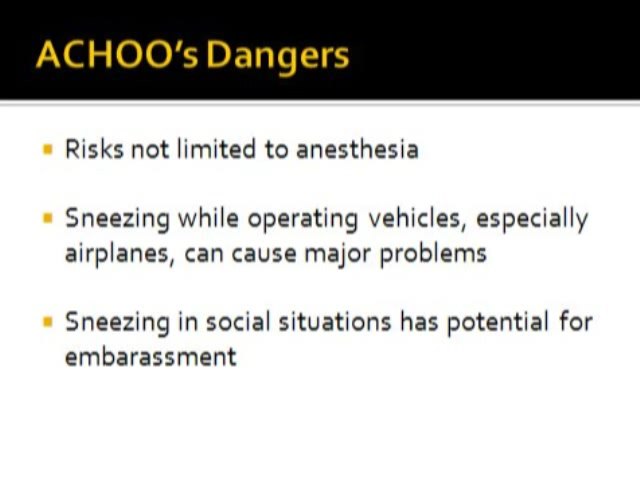 ACHOO's Dangers
Risks not limited to anesthesia
Sneezing while operating vehicles, especially
airplanes, can cause major problems
Sneezing in social situations has potential for
embarassment